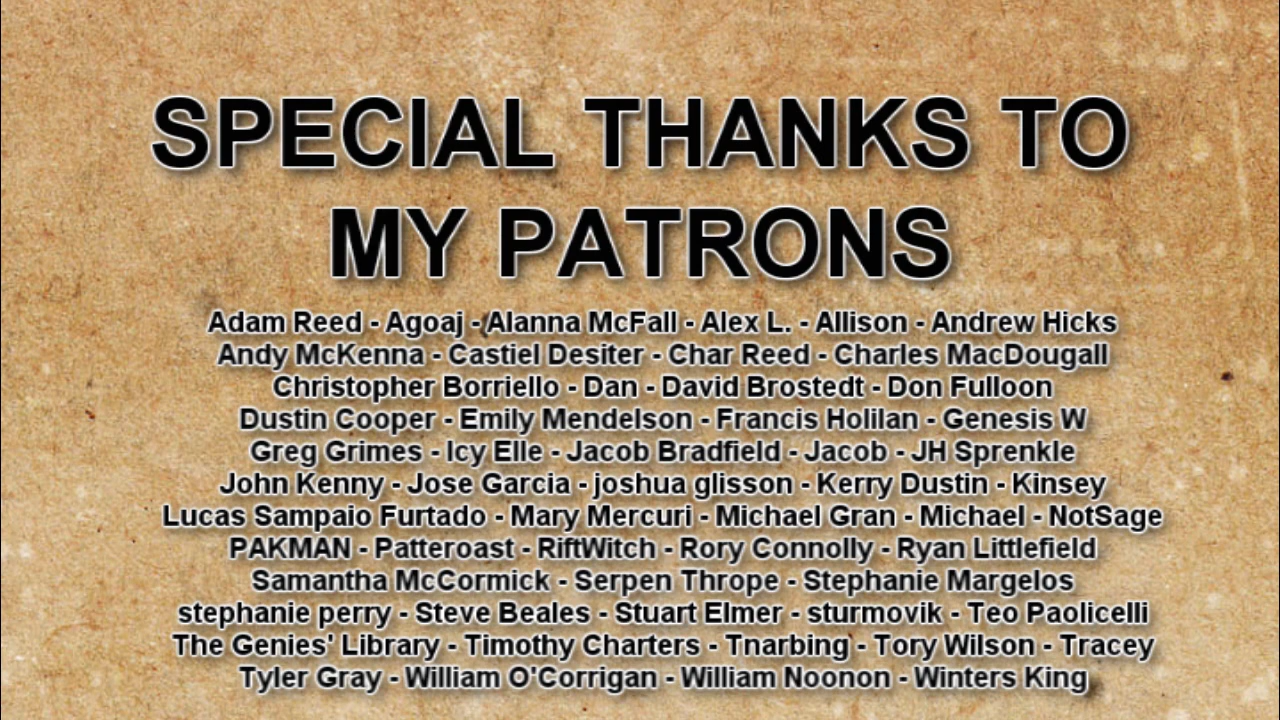 SPECIAL THANKS TO
MY PATRONS
Adam Reed - Agoaj - Alanna McFall - Alex L. - Allison - Andrew Hicks
Andy McKenna - Castiel Desiter - Char Reed - Charles MacDougall
Christopher Borriello - Dan - David Brostedt - Don Fulloon
Dustin Cooper - Emily Mendelson - Francis Holilan - Genesis W
Greg Grimes - Icy Elle - Jacob Bradfield - Jacob - JH Sprenkle
John Kenny - Jose Garcia - joshua glisson - Kerry Dustin - Kinsey
Lucas Sampaio Furtado - Mary Mercuri - Michael Gran - Michael - NotSage
PAKMAN - Patteroast - RiftWitch - Rory Connolly - Ryan Littlefield
Samantha McCormick - Serpen Thrope - Stephanie Margelos
stephanie perry - Steve Beales - Stuart Elmer - sturmovik - Teo Paolicelli
The Genies' Library - Timothy Charters - Tnarbing - Tory Wilson - Tracey
Tyler Gray - William O'Corrigan - William Noonon - Winters King